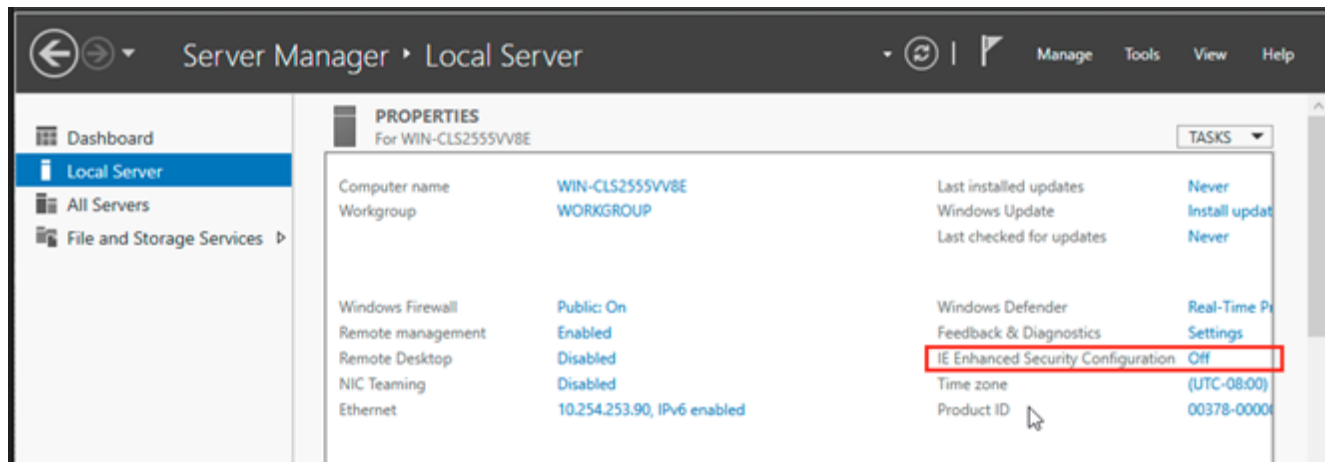 Server Manager ‣ Local Server
Manage Tools View Help
Dashboard
Local Server
All Servers
File and Storage Services
PROPERTIES
For WIN-CLS2555VV8E
TASKS
Computer name WIN-CLS2555VV8E Last installed updates Never
Workgroup WORKGROUP Windows Update Install updat
Last checked for updates Never
Windows Firewall Public: On Windows Defender Real-Time P
Remote management Enabled Feedback & Diagnostics Settings
Remote Desktop Disabled IE Enhanced Security Configuration Off
NIC Teaming Disabled Time zone (UTC-08:00)
Ethernet 10.254.253.90, IPv6 enabled Product ID 00378-0000